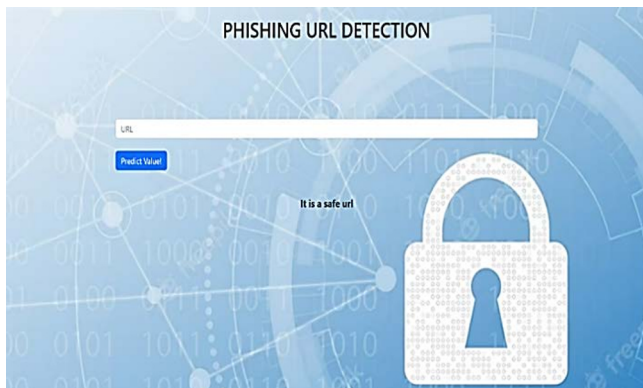 PHISHING URL DETECTION
URL
Predict Value!
It is a safe url